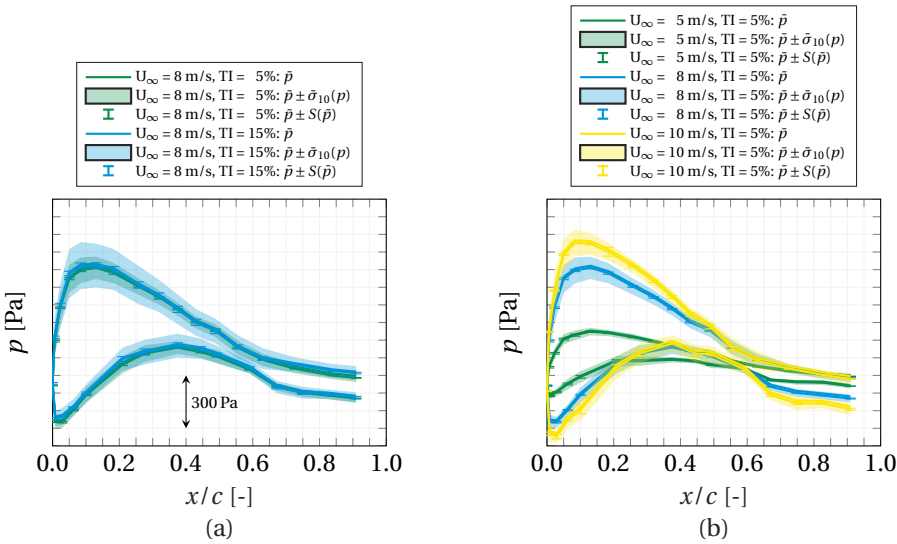 U∞ = 8 m/s, TI = 5%: p̄
U∞ = 8 m/s, TI = 5%: p̄ ± σ̄10(p)
U∞ = 8 m/s, TI = 5%: p̄ ± S(p̄)
U∞ = 8 m/s, TI = 15%: p̄
U∞ = 8 m/s, TI = 15%: p̄ ± σ̄10(p)
U∞ = 8 m/s, TI = 15%: p̄ ± S(p̄)
p [Pa]
300 Pa
0.0 0.2 0.4 0.6 0.8 1.0
x/c [-]
(a)
U∞ = 5 m/s, TI = 5%: p̄
U∞ = 5 m/s, TI = 5%: p̄ ± σ̄10(p)
U∞ = 5 m/s, TI = 5%: p̄ ± S(p̄)
U∞ = 8 m/s, TI = 5%: p̄
U∞ = 8 m/s, TI = 5%: p̄ ± σ̄10(p)
U∞ = 8 m/s, TI = 5%: p̄ ± S(p̄)
U∞ = 10 m/s, TI = 5%: p̄
U∞ = 10 m/s, TI = 5%: p̄ ± σ̄10(p)
U∞ = 10 m/s, TI = 5%: p̄ ± S(p̄)
p [Pa]
0.0 0.2 0.4 0.6 0.8 1.0
x/c [-]
(b)